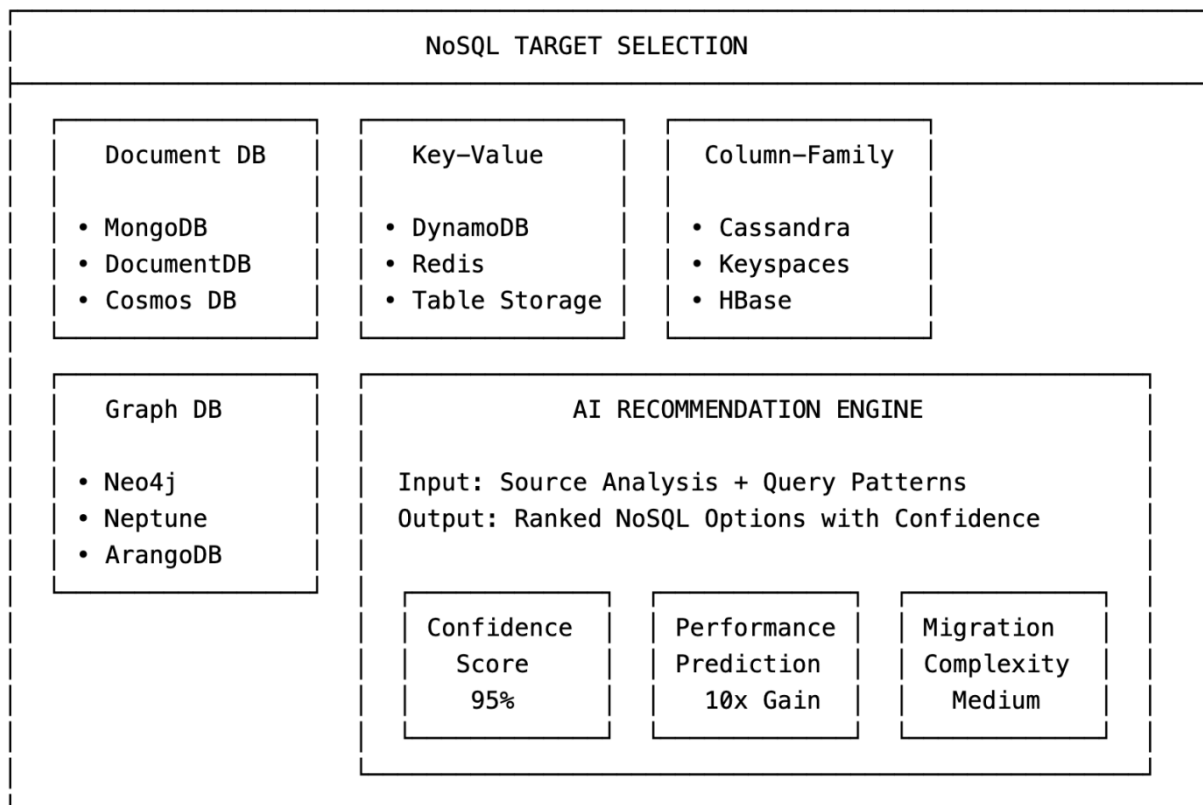 NoSQL TARGET SELECTION
Document DB
• MongoDB
• DocumentDB
• Cosmos DB
Key-Value
• DynamoDB
• Redis
• Table Storage
Column-Family
• Cassandra
• Keyspaces
• HBase
Graph DB
• Neo4j
• Neptune
• ArangoDB
AI RECOMMENDATION ENGINE
Input: Source Analysis + Query Patterns
Output: Ranked NoSQL Options with Confidence
Confidence
Score
95%
Performance
Prediction
10x Gain
Migration
Complexity
Medium